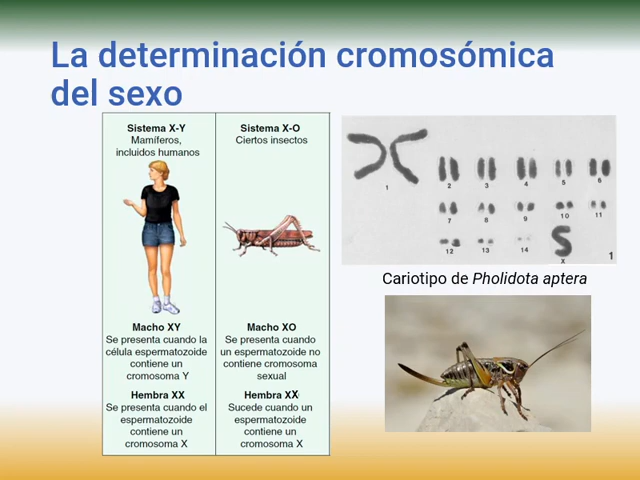 La determinación cromosómica
del sexo
Sistema X-Y
Mamíferos,
incluidos humanos
Macho XY
Se presenta cuando la
célula espermatozoide
contiene un
cromosoma Y
Hembra XX
Se presenta cuando el
espermatozoide
contiene un
cromosoma X
Sistema X-O
Ciertos insectos
Macho XO
Se presenta cuando
un espermatozoide no
contiene cromosoma
sexual
Hembra XX
Sucede cuando un
espermatozoide
contiene un
cromosoma X
1 2 3 4 5 6
7 8 9 10 11
12 13 14 X 1
Cariotipo de Pholidota aptera